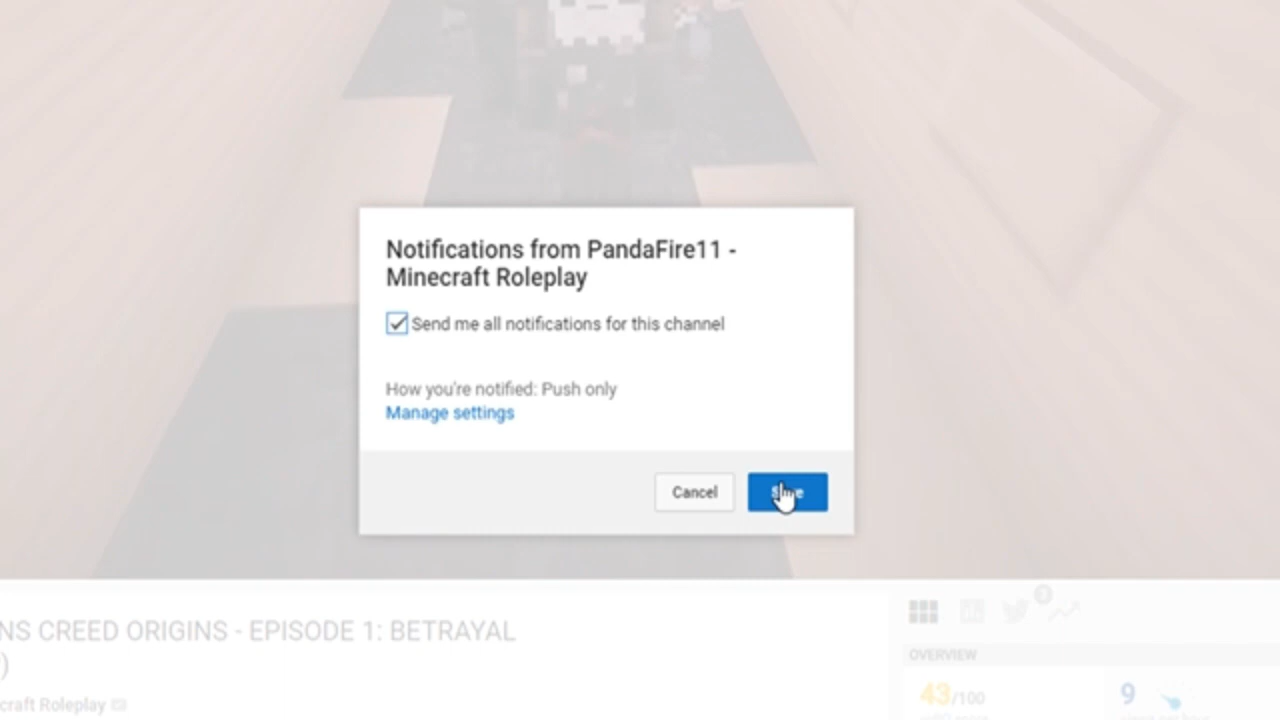 Notifications from PandaFire11 -
Minecraft Roleplay
Send me all notifications for this channel
How you're notified: Push only
Manage settings
Cancel
NS CREED ORIGINS - EPISODE 1: BETRAYAL
)
craft Roleplay
OVERVIEW
43/100
9